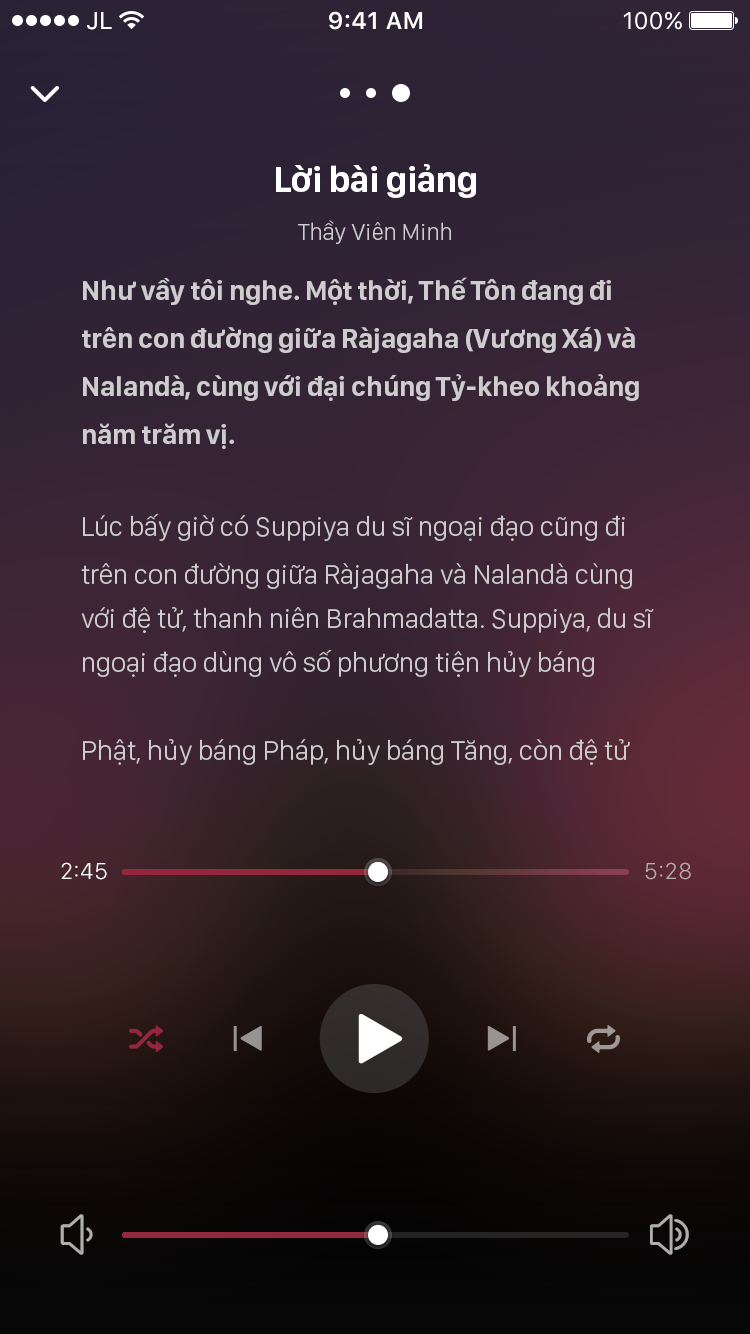 JL 9:41 AM 100%
Lời bài giảng
Thầy Viên Minh
Như vầy tôi nghe. Một thời, Thế Tôn đang đi
trên con đường giữa Ràjagaha (Vương Xá) và
Nalandà, cùng với đại chúng Tỷ-kheo khoảng
năm trăm vị.
Lúc bấy giờ có Suppiya du sĩ ngoại đạo cũng đi
trên con đường giữa Ràjagaha và Nalandà cùng
với đệ tử, thanh niên Brahmadatta. Suppiya, du sĩ
ngoại đạo dùng vô số phương tiện hủy báng
Phật, hủy báng Pháp, hủy báng Tăng, còn đệ tử
2:45 5:28